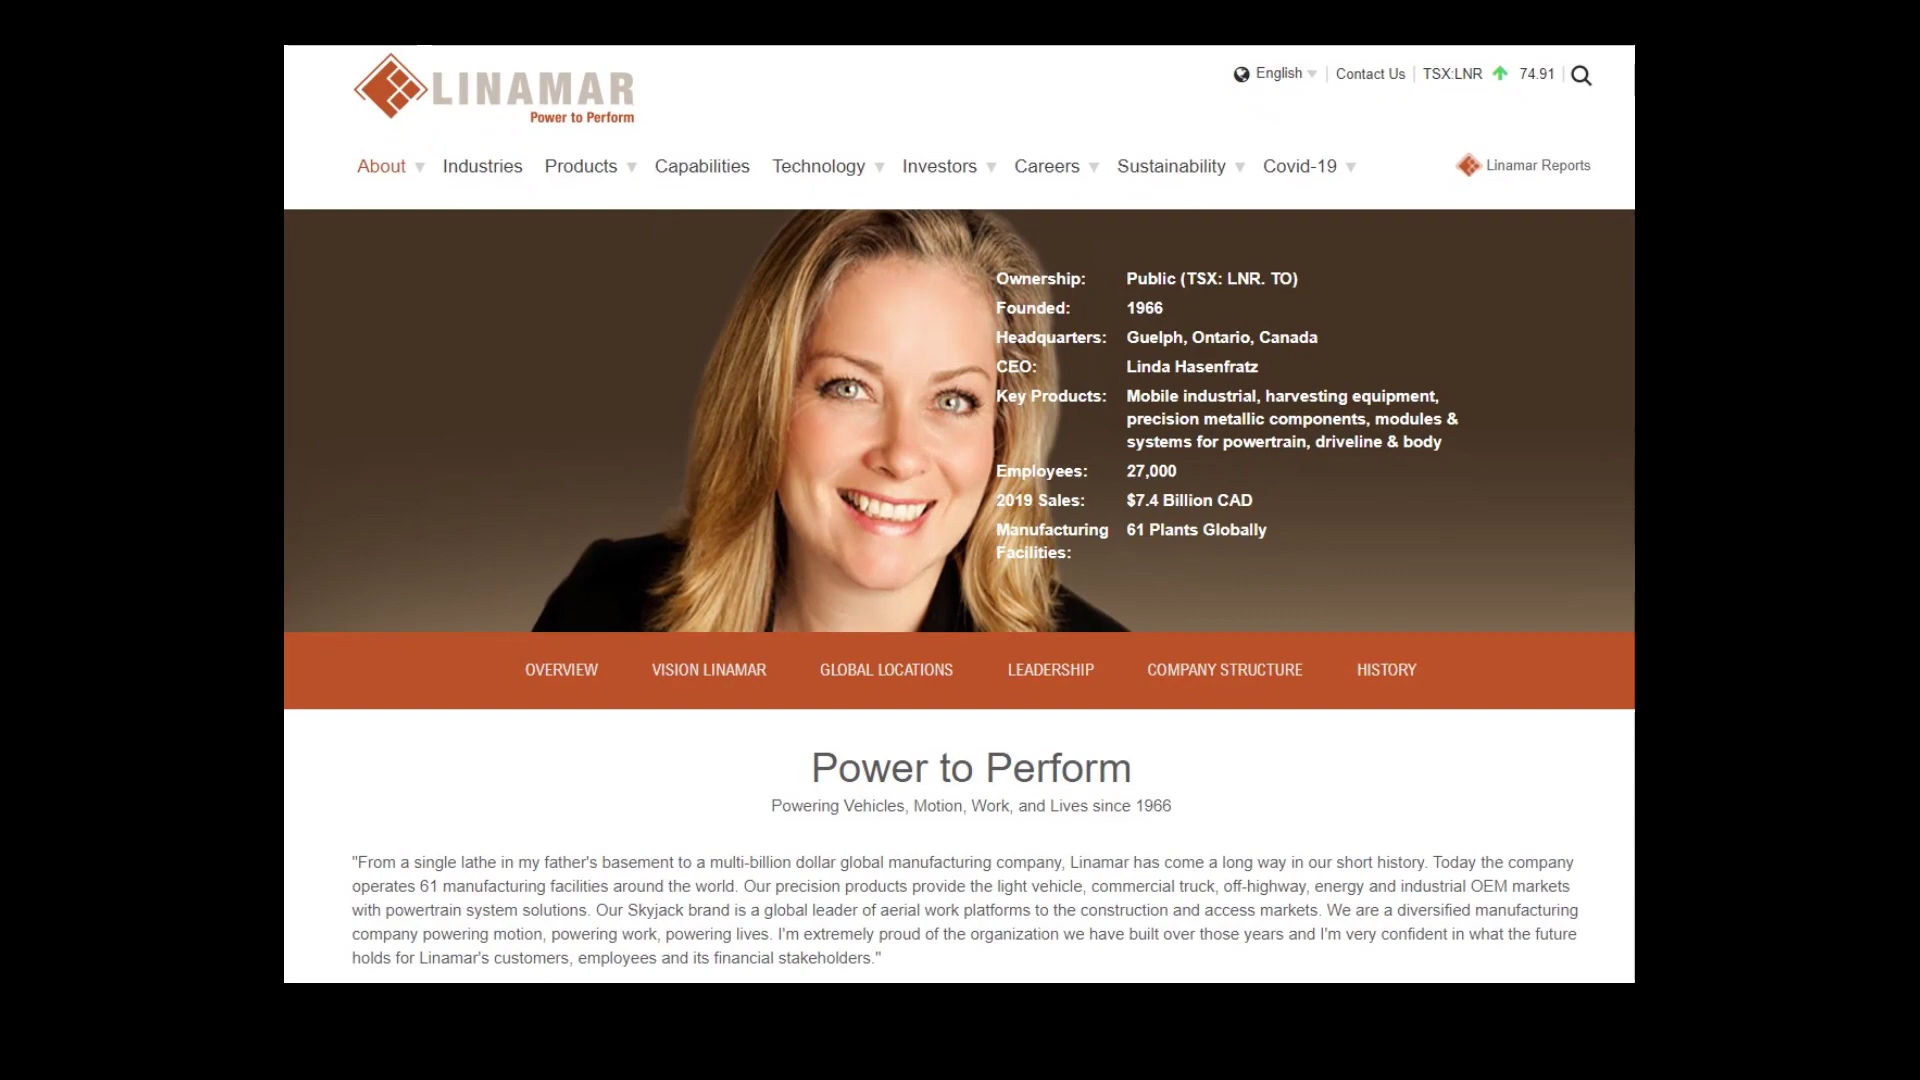 LINAMAR
Power to Perform
English | Contact Us | TSX:LNR 74.91
About Industries Products Capabilities Technology Investors Careers Sustainability Covid-19 Linamar Reports
Ownership: Public (TSX: LNR. TO)
Founded: 1966
Headquarters: Guelph, Ontario, Canada
CEO: Linda Hasenfratz
Key Products: Mobile industrial, harvesting equipment,
precision metallic components, modules &
systems for powertrain, driveline & body
Employees: 27,000
2019 Sales: $7.4 Billion CAD
Manufacturing 61 Plants Globally
Facilities:
OVERVIEW VISION LINAMAR GLOBAL LOCATIONS LEADERSHIP COMPANY STRUCTURE HISTORY
Power to Perform
Powering Vehicles, Motion, Work, and Lives since 1966
"From a single lathe in my father's basement to a multi-billion dollar global manufacturing company, Linamar has come a long way in our short history. Today the company
operates 61 manufacturing facilities around the world. Our precision products provide the light vehicle, commercial truck, off-highway, energy and industrial OEM markets
with powertrain system solutions. Our Skyjack brand is a global leader of aerial work platforms to the construction and access markets. We are a diversified manufacturing
company powering motion, powering work, powering lives. I'm extremely proud of the organization we have built over those years and I'm very confident in what the future
holds for Linamar's customers, employees and its financial stakeholders."